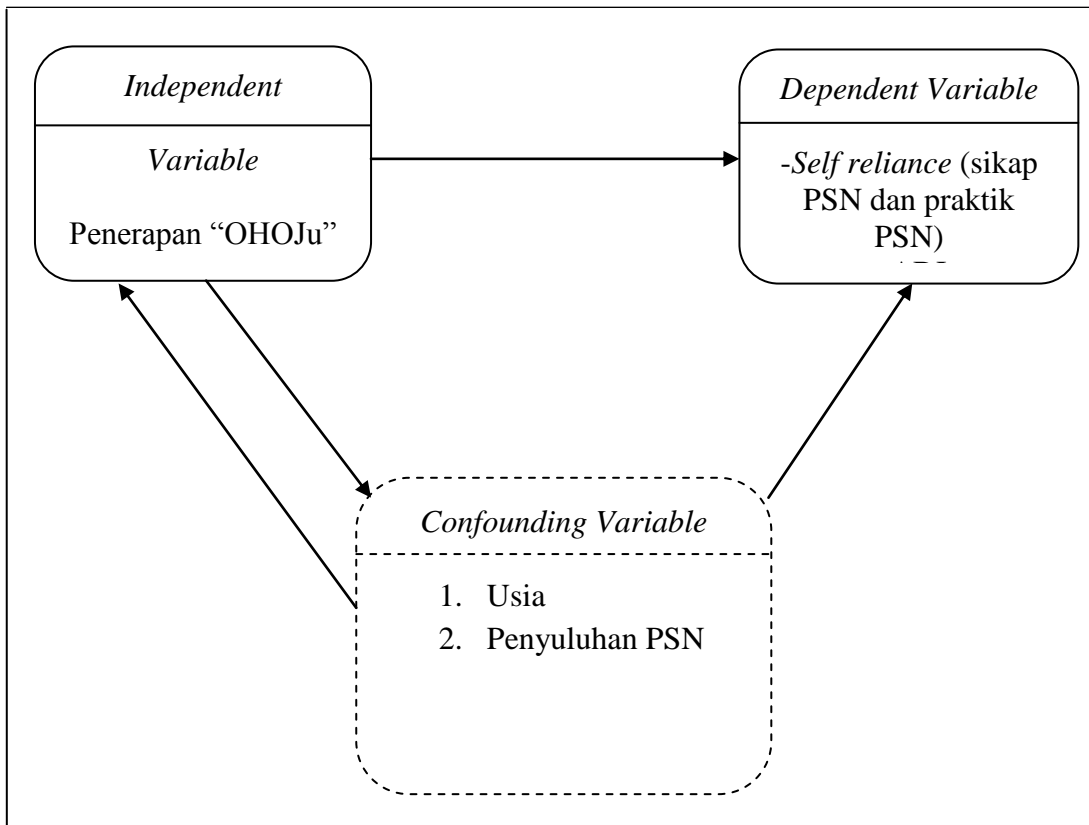 Independent
Variable
Penerapan “OHOJu”
Dependent Variable
-Self reliance (sikap
PSN dan praktik
PSN)
Confounding Variable
1. Usia
2. Penyuluhan PSN